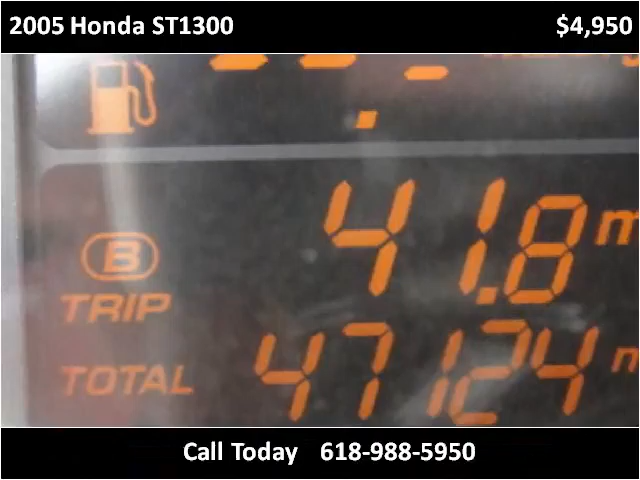 2005 Honda ST1300 $4,950
41.8 m
B
TRIP
TOTAL 47124 m
Call Today 618-988-5950